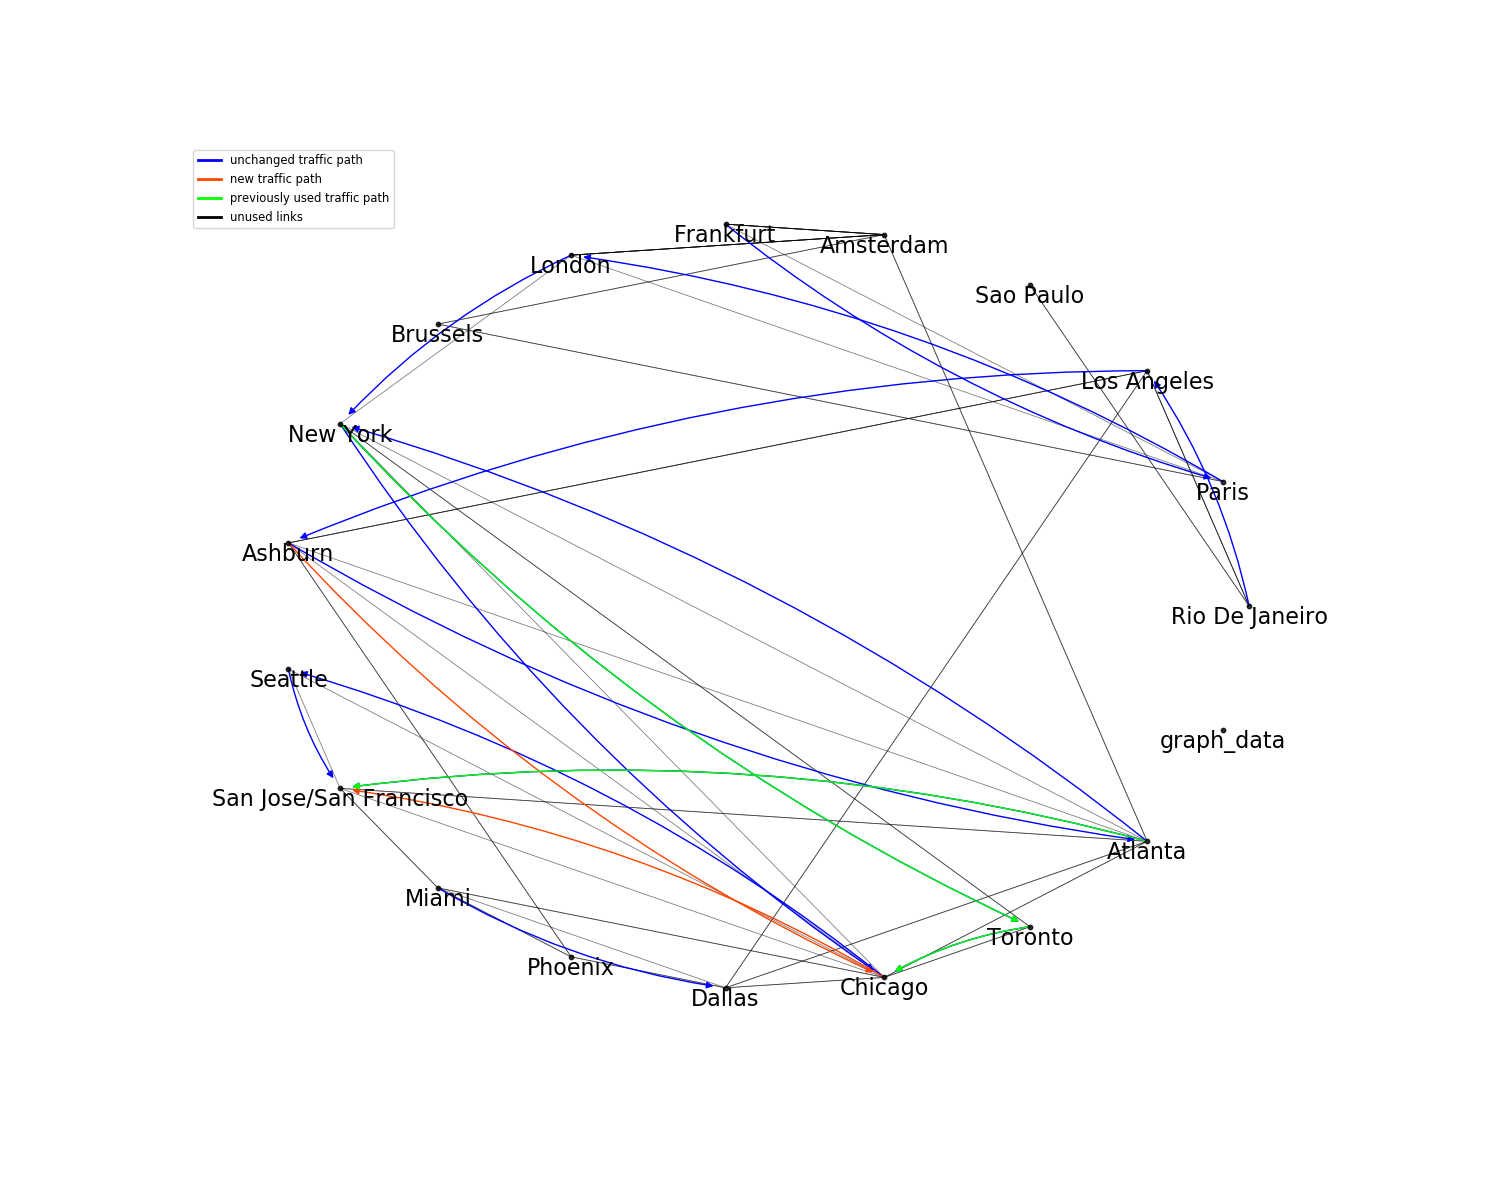 unchanged traffic path
new traffic path
previously used traffic path
unused links
Frankfurt
Amsterdam
London
Sao Paulo
Brussels
Los Angeles
New York
Paris
Ashburn
Rio De Janeiro
Seattle
graph_data
San Jose/San Francisco
Atlanta
Miami
Toronto
Phoenix
Chicago
Dallas